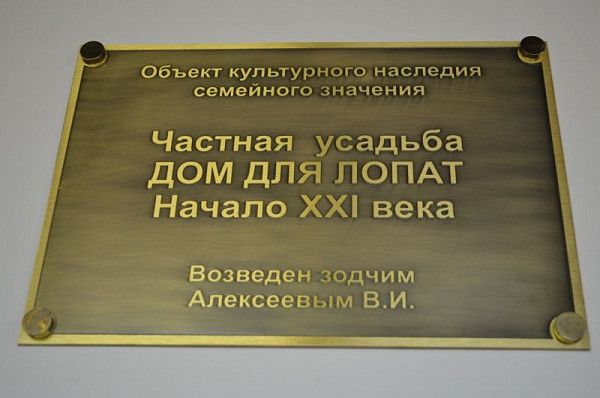 Объект культурного наследия
семейного значения
Частная усадьба
ДОМ ДЛЯ ЛОПАТ
Начало XXI века
Возведен зодчим
Алексеевым В.И.